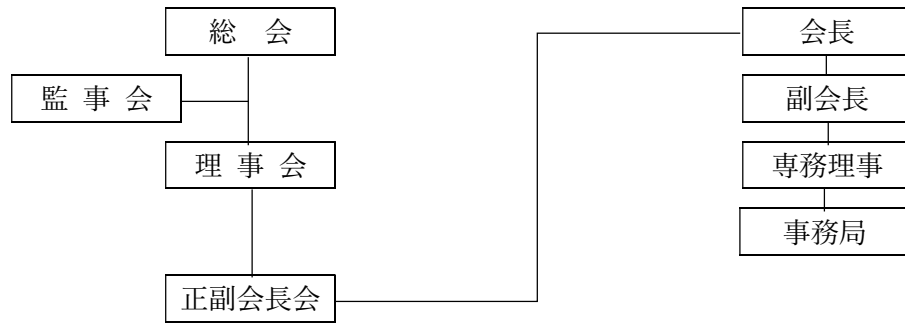 総　会
監 事 会
理 事 会
正副会長会
会長
副会長
専務理事
事務局